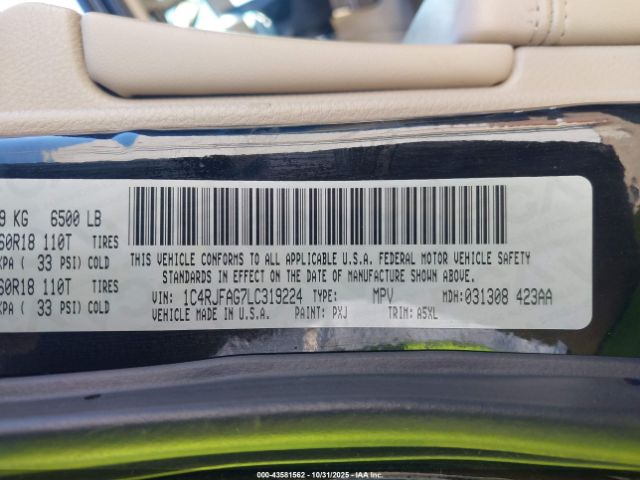 9 KG 6500 LB
60R18 110T TIRES
KPA ( 33 PSI) COLD
60R18 110T TIRES
KPA ( 33 PSI) COLD
THIS VEHICLE CONFORMS TO ALL APPLICABLE U.S.A. FEDERAL MOTOR VEHICLE SAFETY
STANDARDS IN EFFECT ON THE DATE OF MANUFACTURE SHOWN ABOVE.
VIN: 1C4RJFAG7LC319224 TYPE: MPV MDH: 031308 423AA
VEHICLE MADE IN U.S.A. PAINT: PXJ TRIM: A5XL
000-43581562 - 10/31/2025 - IAA, Inc.